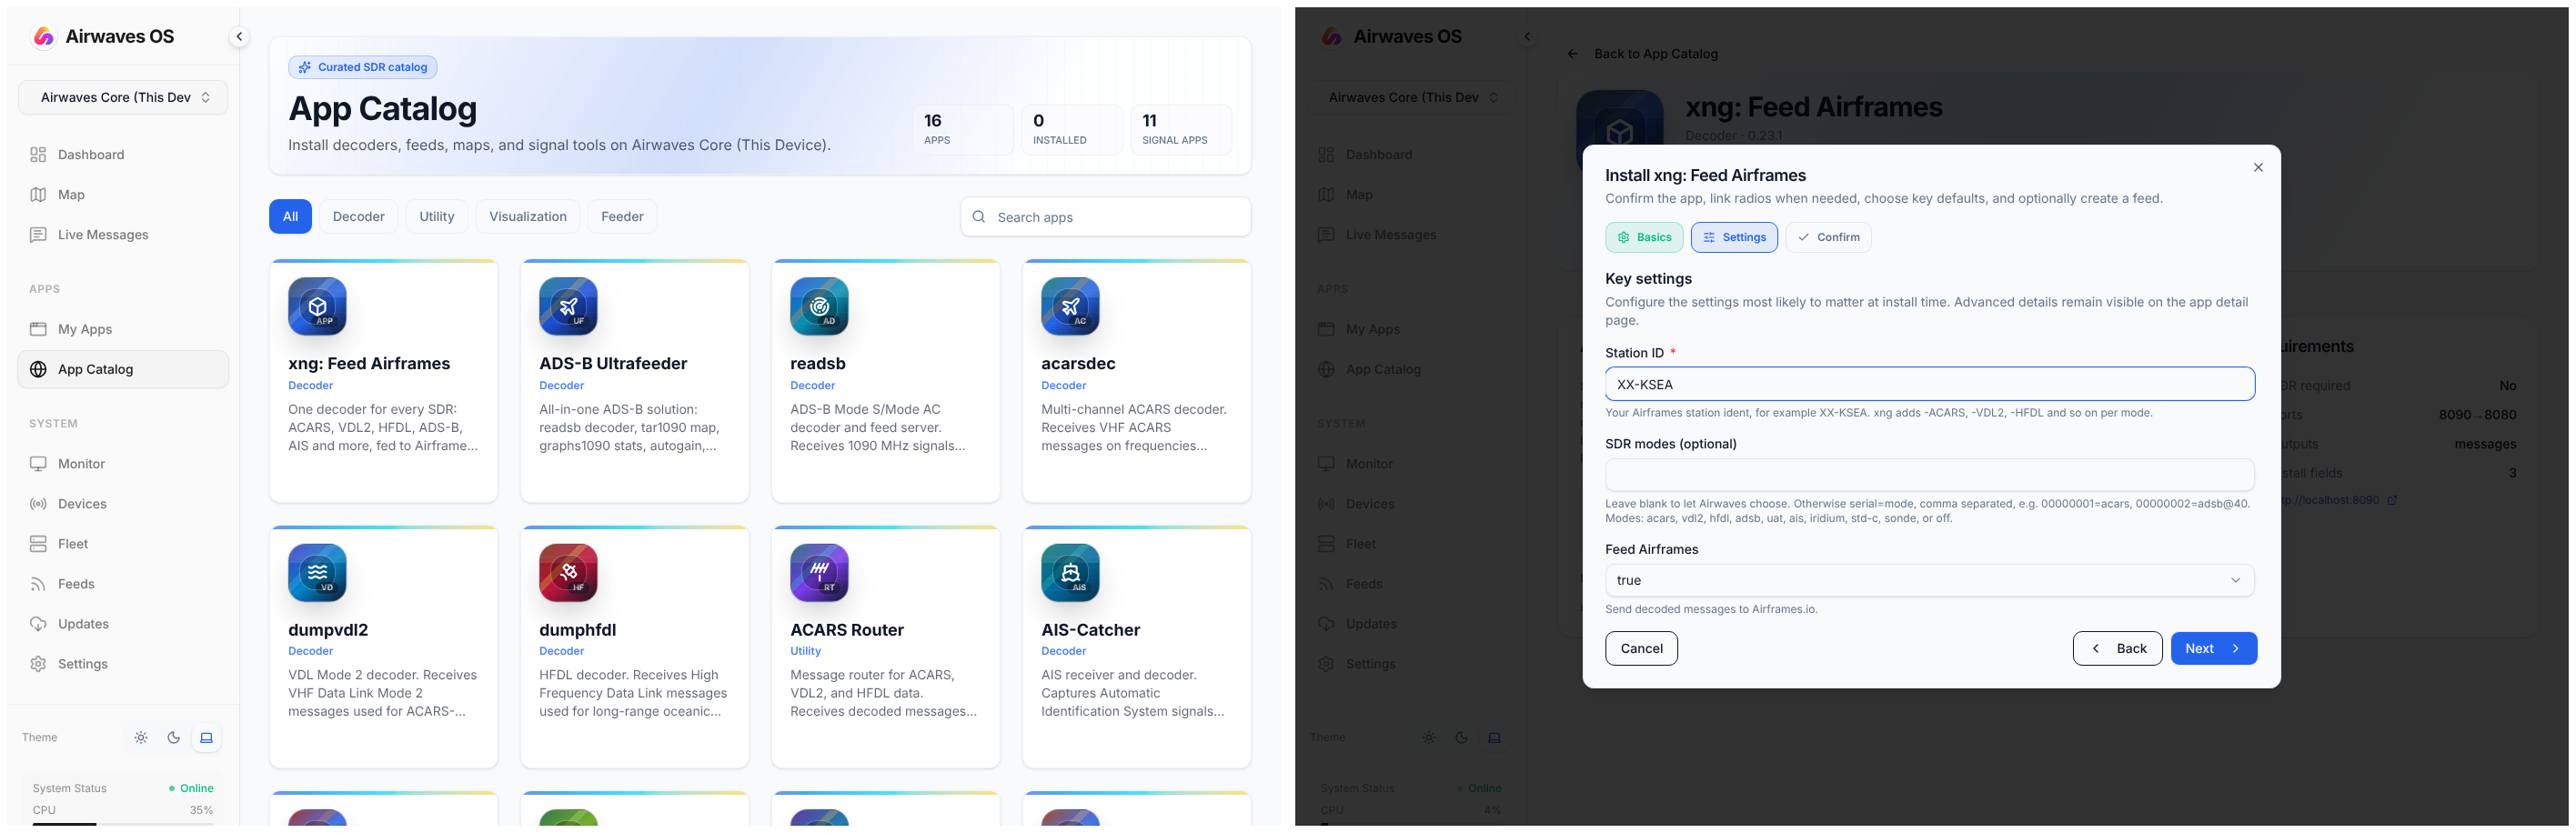 Airwaves OS
Airwaves Core (This Dev
Dashboard
Map
Live Messages
APPS
My Apps
App Catalog
SYSTEM
Monitor
Devices
Fleet
Feeds
Updates
Settings
Theme
System Status
Online
CPU
35%
Curated SDR catalog
App Catalog
Install decoders, feeds, maps, and signal tools on Airwaves Core (This Device).
16
APPS
0
INSTALLED
11
SIGNAL APPS
All
Decoder
Utility
Visualization
Feeder
Search apps
APP
xng: Feed Airframes
Decoder
One decoder for every SDR:
ACARS, VDL2, HFDL, ADS-B,
AIS and more, fed to Airframe...
UF
ADS-B Ultrafeeder
Decoder
All-in-one ADS-B solution:
readsb decoder, tar1090 map,
graphs1090 stats, autogain,...
AD
readsb
Decoder
ADS-B Mode S/Mode AC
decoder and feed server.
Receives 1090 MHz signals...
AC
acarsdec
Decoder
Multi-channel ACARS decoder.
Receives VHF ACARS
messages on frequencies...
VD
dumpvdl2
Decoder
VDL Mode 2 decoder. Receives
VHF Data Link Mode 2
messages used for ACARS-...
HF
dumphfdl
Decoder
HFDL decoder. Receives High
Frequency Data Link messages
used for long-range oceanic...
RT
ACARS Router
Utility
Message router for ACARS,
VDL2, and HFDL data.
Receives decoded messages...
AIS
AIS-Catcher
Decoder
AIS receiver and decoder.
Captures Automatic
Identification System signals...
Airwaves OS
Airwaves Core (This Dev
Dashboard
Map
Live Messages
APPS
My Apps
App Catalog
SYSTEM
Monitor
Devices
Fleet
Feeds
Updates
Settings
Theme
System Status
Online
CPU
4%
Back to App Catalog
xng: Feed Airframes
Decoder · 0.23.1
Install xng: Feed Airframes
Confirm the app, link radios when needed, choose key defaults, and optionally create a feed.
Basics
Settings
Confirm
Key settings
Configure the settings most likely to matter at install time. Advanced details remain visible on the app detail
page.
Station ID *
XX-KSEA
Your Airframes station ident, for example XX-KSEA. xng adds -ACARS, -VDL2, -HFDL and so on per mode.
SDR modes (optional)
Leave blank to let Airwaves choose. Otherwise serial=mode, comma separated, e.g. 00000001=acars, 00000002=adsb@40.
Modes: acars, vdl2, hfdl, adsb, uat, ais, iridium, std-c, sonde, or off.
Feed Airframes
true
Send decoded messages to Airframes.io.
Cancel
Back
Next
uirements
DR required
No
rts
8090→8080
utputs
messages
stall fields
3
tp://localhost:8090